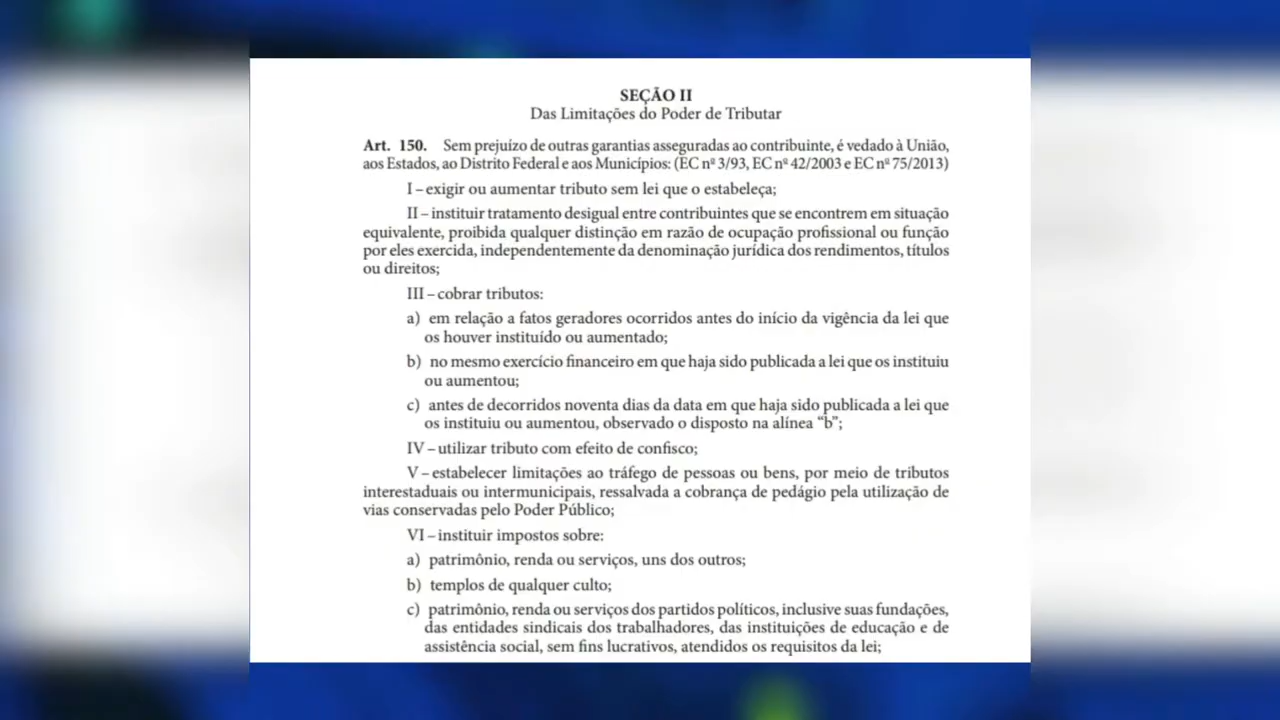 SEÇÃO II
Das Limitações do Poder de Tributar
Art. 150. Sem prejuízo de outras garantias asseguradas ao contribuinte, é vedado à União,
aos Estados, ao Distrito Federal e aos Municípios: (EC nº 3/93, EC nº 42/2003 e EC nº 75/2013)
I – exigir ou aumentar tributo sem lei que o estabeleça;
II – instituir tratamento desigual entre contribuintes que se encontrem em situação
equivalente, proibida qualquer distinção em razão de ocupação profissional ou função
por eles exercida, independentemente da denominação jurídica dos rendimentos, títulos
ou direitos;
III – cobrar tributos:
a) em relação a fatos geradores ocorridos antes do início da vigência da lei que
os houver instituído ou aumentado;
b) no mesmo exercício financeiro em que haja sido publicada a lei que os instituiu
ou aumentou;
c) antes de decorridos noventa dias da data em que haja sido publicada a lei que
os instituiu ou aumentou, observado o disposto na alínea “b”;
IV – utilizar tributo com efeito de confisco;
V – estabelecer limitações ao tráfego de pessoas ou bens, por meio de tributos
interestaduais ou intermunicipais, ressalvada a cobrança de pedágio pela utilização de
vias conservadas pelo Poder Público;
VI – instituir impostos sobre:
a) patrimônio, renda ou serviços, uns dos outros;
b) templos de qualquer culto;
c) patrimônio, renda ou serviços dos partidos políticos, inclusive suas fundações,
das entidades sindicais dos trabalhadores, das instituições de educação e de
assistência social, sem fins lucrativos, atendidos os requisitos da lei;